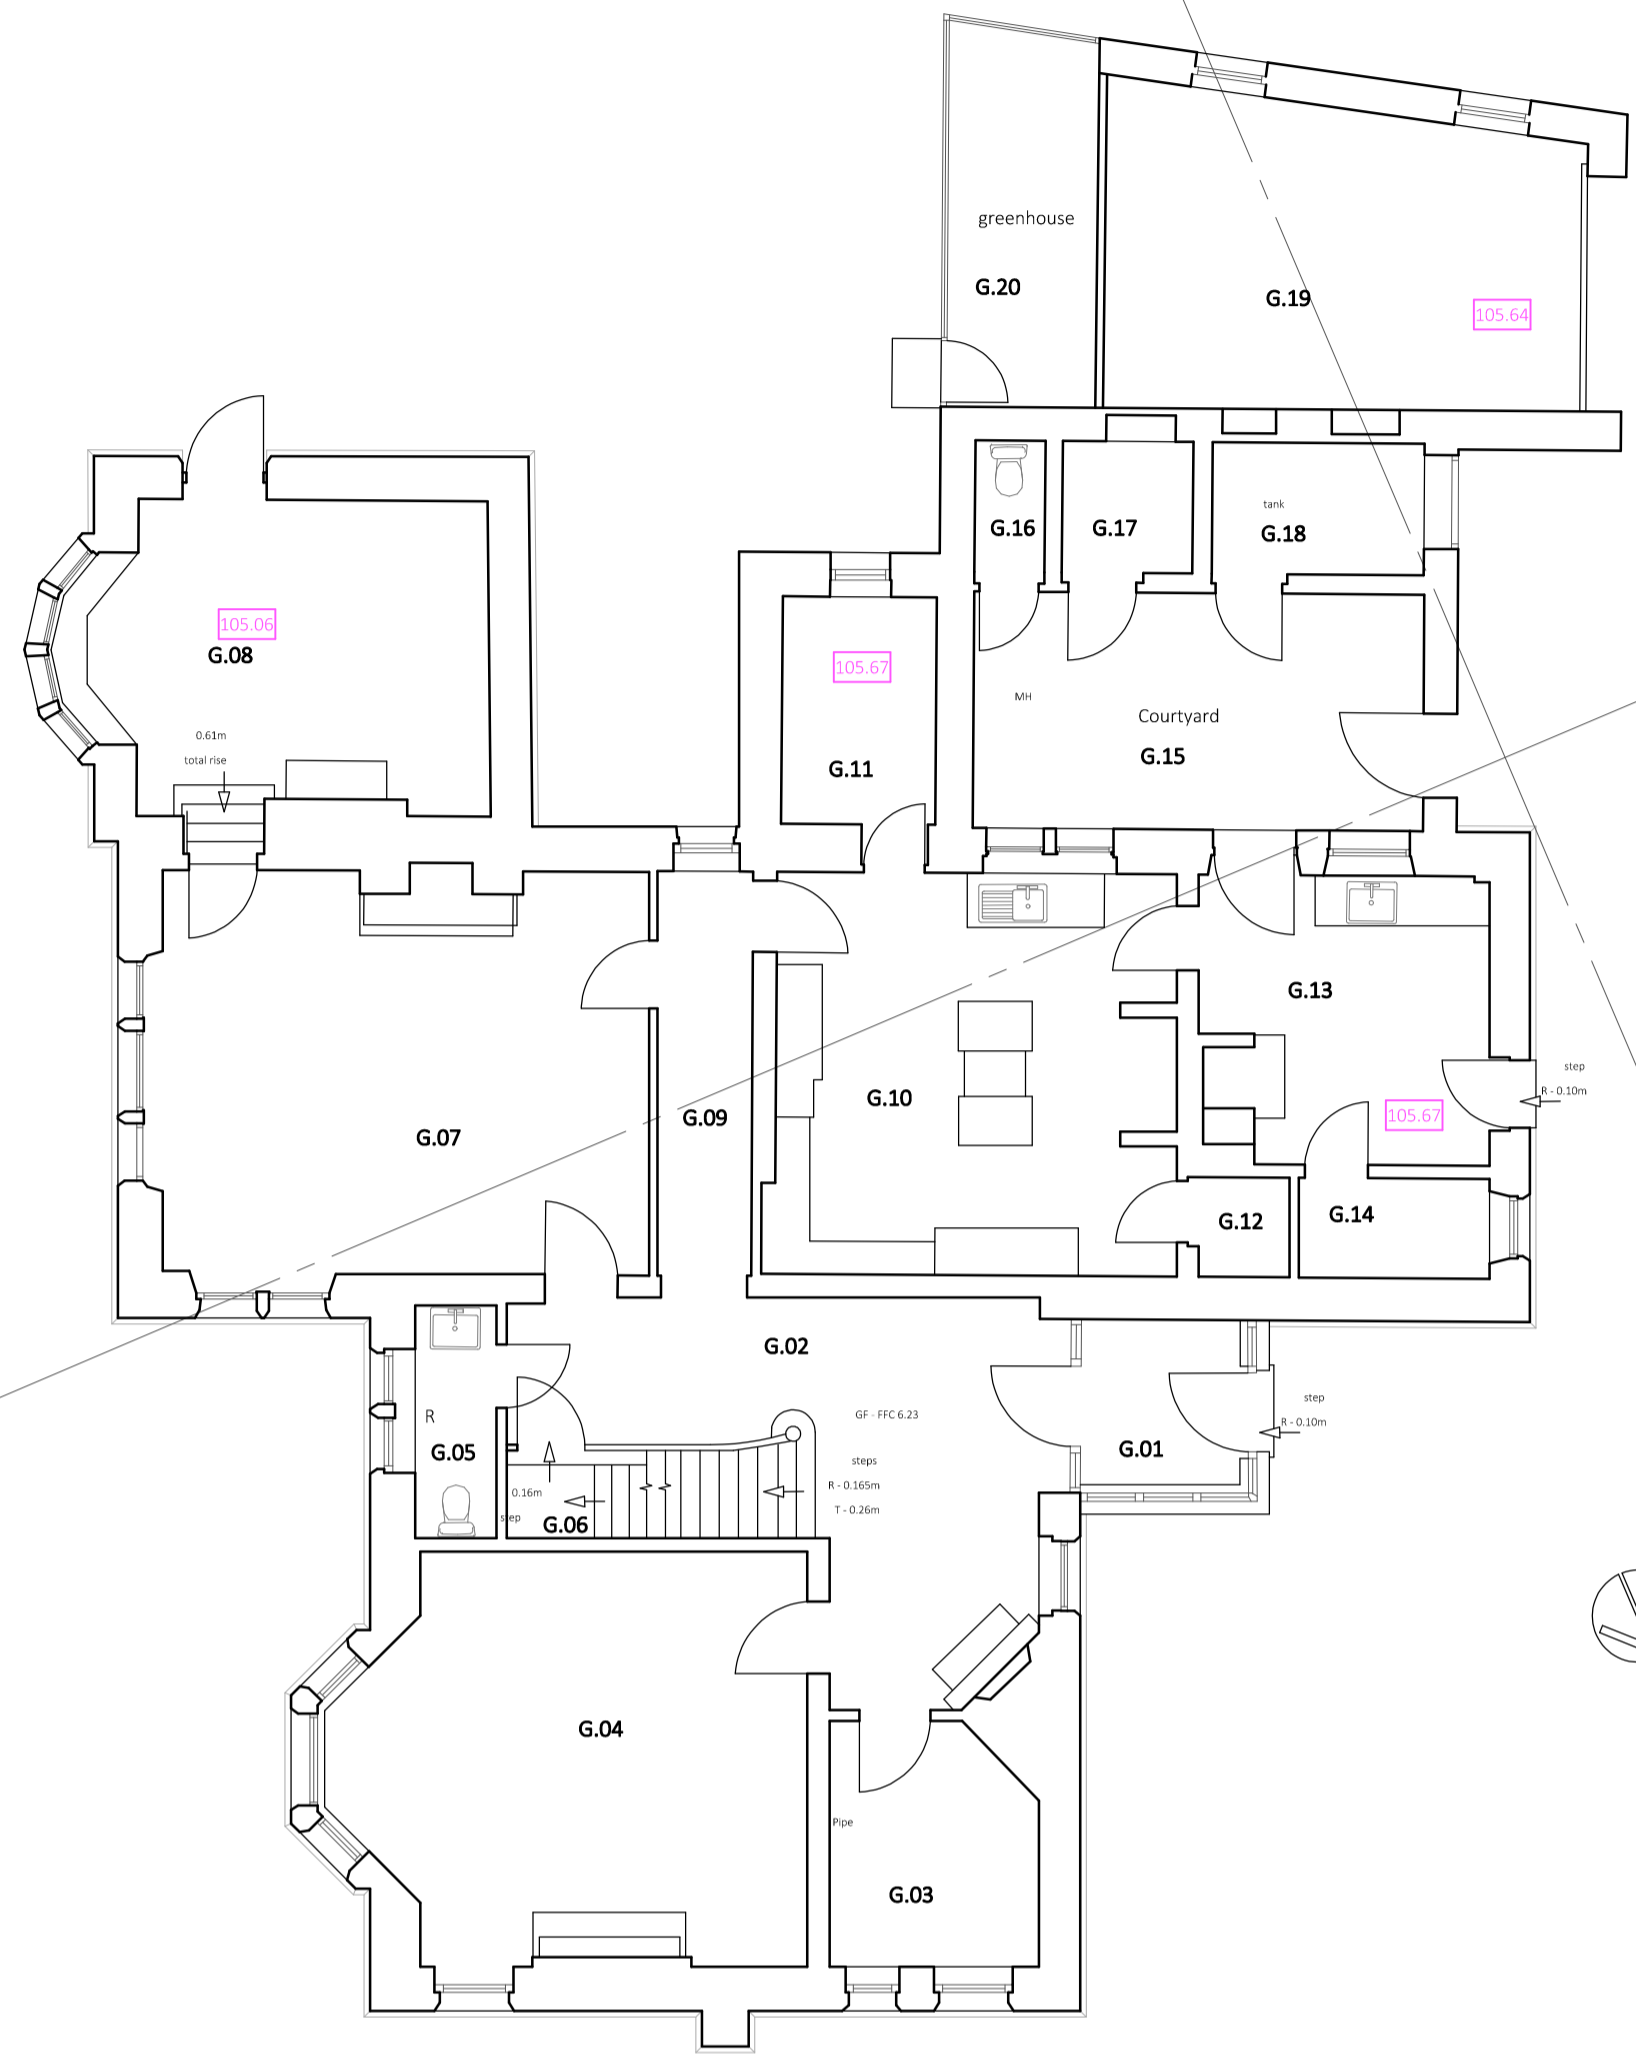 greenhouse
G.20
G.19
105.64
G.16
G.17
tank
G.18
105.06
G.08
105.67
MH
Courtyard
G.15
0.61m
total rise
G.11
G.13
step
R - 0.10m
105.67
G.10
G.09
G.07
G.12
G.14
G.02
R
G.05
GF - FFC 6.23
step
R - 0.10m
G.01
steps
R - 0.165m
T - 0.26m
0.16m
step
G.06
G.04
Pipe
G.03